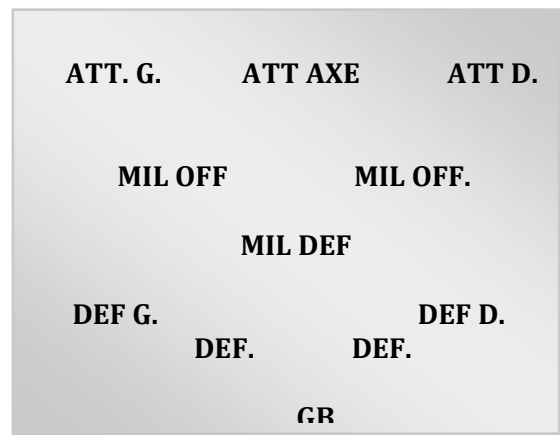 ATT. G. ATT AXE ATT D.
MIL OFF MIL OFF.
MIL DEF
DEF G. DEF D.
DEF. DEF.
GB